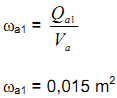 ωa1 = Qa1 / Va
ωa1 = 0,015 m²